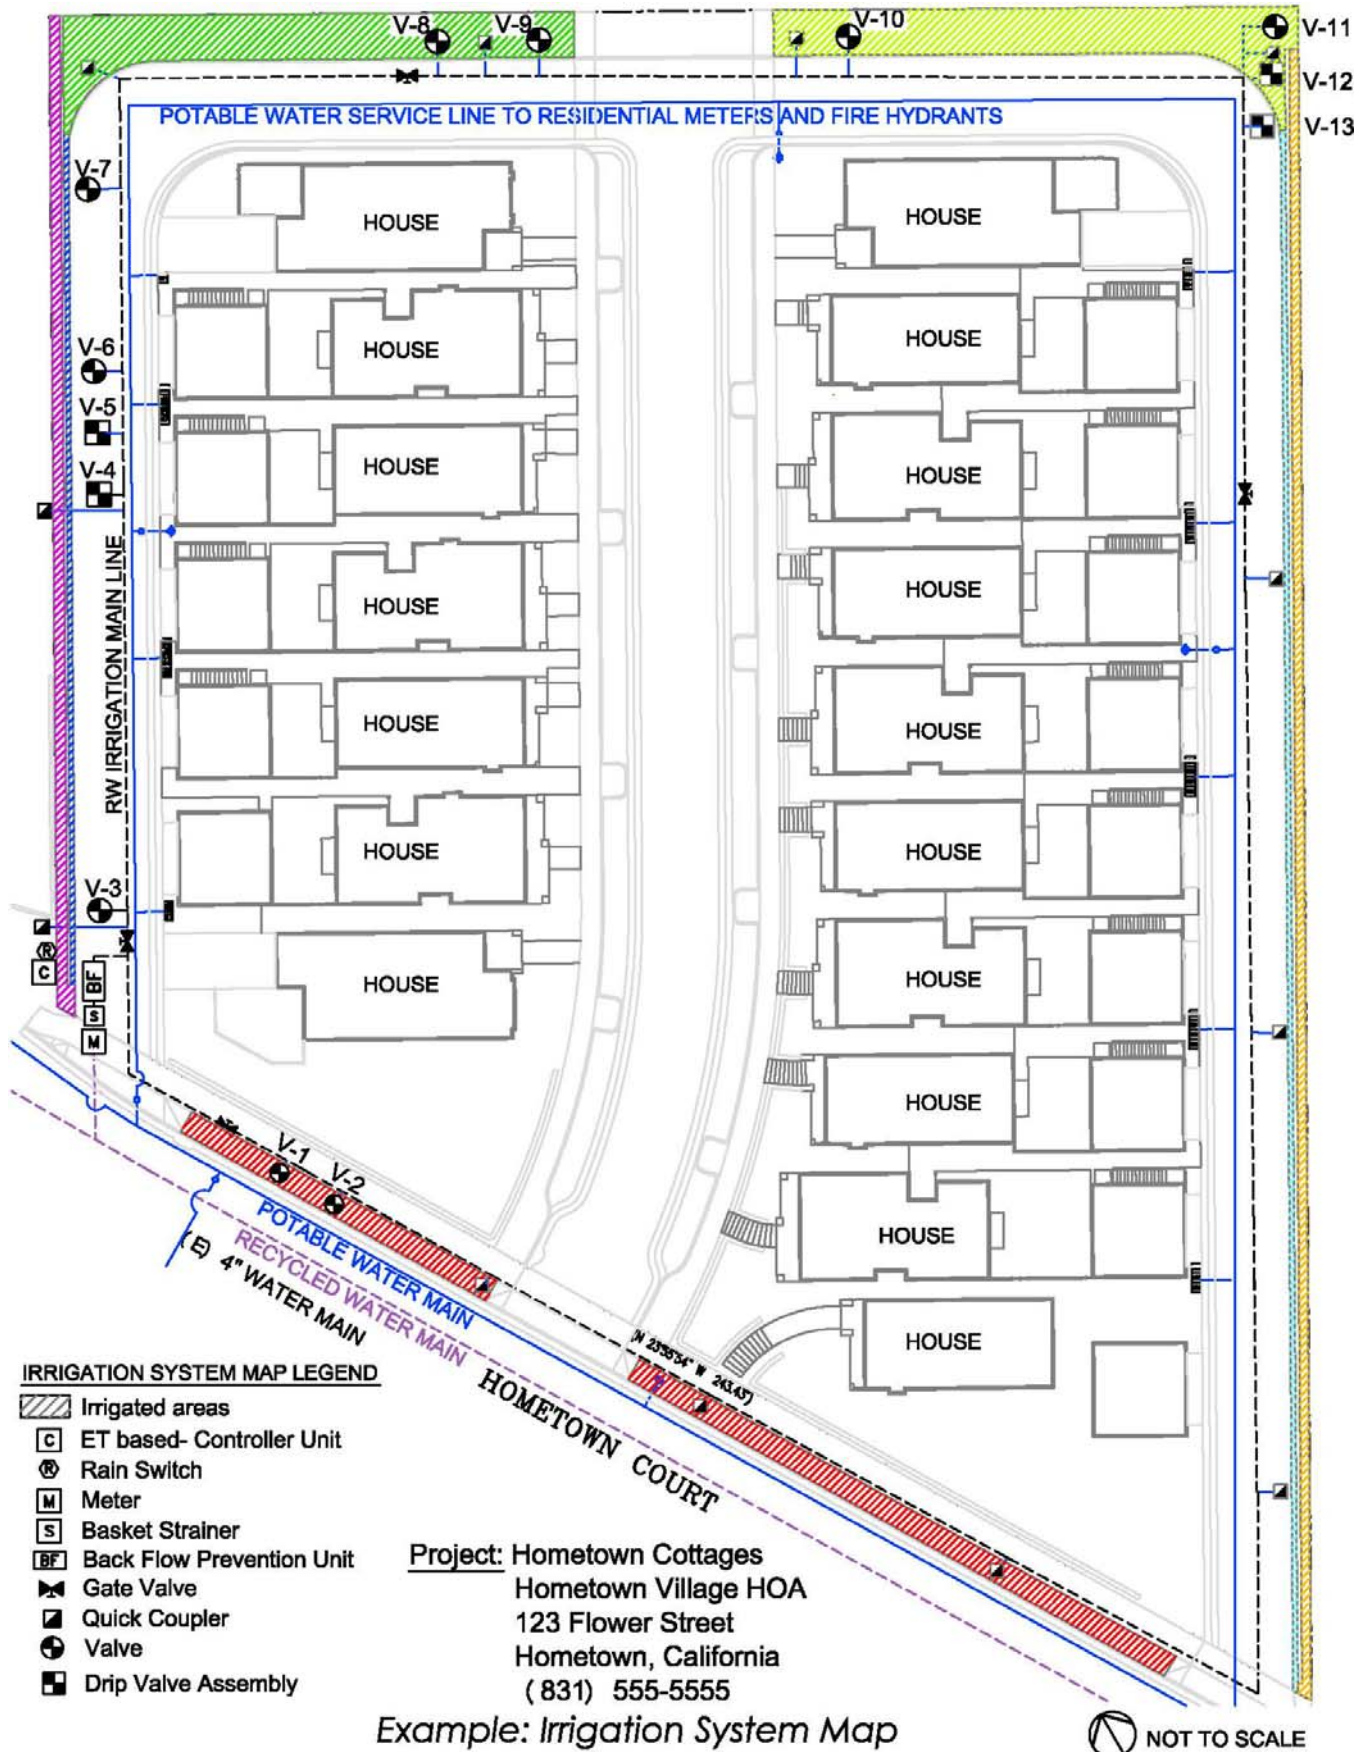 V-8
V-9
V-10
V-11
V-12
V-13
POTABLE WATER SERVICE LINE TO RESIDENTIAL METERS AND FIRE HYDRANTS
V-7
HOUSE
HOUSE
V-6
HOUSE
HOUSE
V-5
V-4
HOUSE
HOUSE
RW IRRIGATION MAIN LINE
HOUSE
HOUSE
HOUSE
HOUSE
HOUSE
HOUSE
V-3
R
C
BF
S
M
HOUSE
HOUSE
HOUSE
HOUSE
HOUSE
V-1
V-2
POTABLE WATER MAIN
RECYCLED WATER MAIN
(E) 4" WATER MAIN
HOMETOWN COURT
IRRIGATION SYSTEM MAP LEGEND
Irrigated areas
C ET based- Controller Unit
R Rain Switch
M Meter
S Basket Strainer
BF Back Flow Prevention Unit
Gate Valve
Quick Coupler
Valve
Drip Valve Assembly
Project: Hometown Cottages
Hometown Village HOA
123 Flower Street
Hometown, California
( 831) 555-5555
Example: Irrigation System Map
NOT TO SCALE